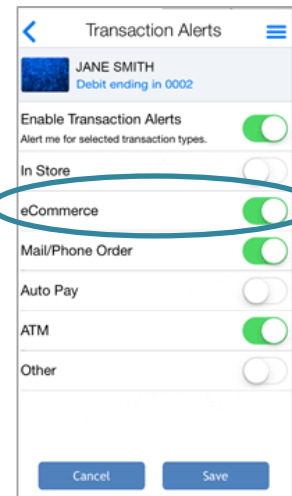 Transaction Alerts
JANE SMITH
Debit ending in 0002
Enable Transaction Alerts
Alert me for selected transaction types.
In Store
eCommerce
Mail/Phone Order
Auto Pay
ATM
Other
Cancel Save